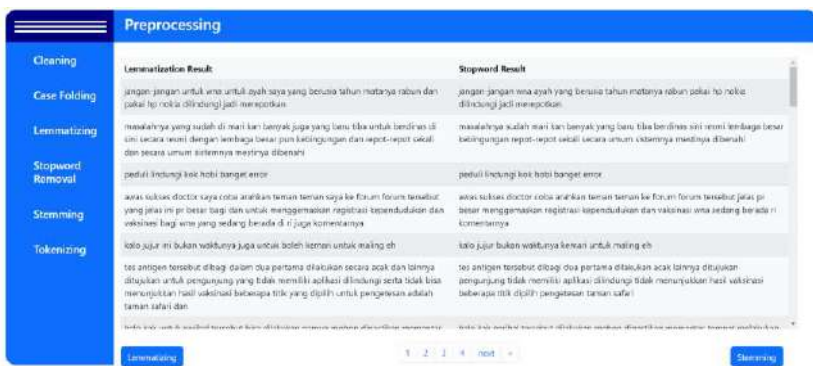 Preprocessing
Cleaning
Case Folding
Lemmatizing
Stopword
Removal
Stemming
Tokenizing
Lemmatization Result
Stopword Result
jangan-jangan untuk wna untuk ayah saya yang berusia tahun matanya rabun dan
pakai hp nokia dilindungi jadi merepotkan
jangan-jangan wna ayah yang berusia tahun matanya rabun pakai hp nokia
dilindungi jadi merepotkan
masalahnya yang sudah di mari kan banyak juga yang baru tiba untuk berdinas di
sini secara resmi dengan lembaga besar pun kebingungan dan repot-repot sekali
dan secara umum sistemnya mestinya dibenahi
masalahnya sudah mari kan banyak yang baru tiba berdinas sini resmi lembaga besar
kebingungan repot-repot sekali secara umum sistemnya mestinya dibenahi
peduli lindungi kok hobi banget error
peduli lindungi kok hobi banget error
awas sukses doctor saya coba arahkan teman teman saya ke forum forum tersebut
yang jelas ini pr besar bagi dan untuk menggemaskan registrasi kependudukan dan
vaksinasi bagi wna yang sedang berada di ri juga komentarnya
awas sukses doctor coba arahkan teman teman ke forum forum tersebut jelas pr
besar menggemaskan registrasi kependudukan dan vaksinasi wna sedang berada ri
komentarnya
kalo jujur ini bukan waktunya juga untuk boleh keman untuk maling eh
kalo jujur bukan waktunya keman untuk maling eh
tes antigen tersebut dibagi dalam dua pertama dilakukan secara acak dan lainnya
ditujukan untuk pengunjung yang tidak memiliki aplikasi dilindungi serta tidak bisa
menunjukkan hasil vaksinasi beberapa titik yang dipilih untuk pengetesan adalah
taman safari dan
tes antigen tersebut dibagi dua pertama dilakukan acak lainnya ditujukan
pengunjung tidak memiliki aplikasi dilindungi tidak menunjukkan hasil vaksinasi
beberapa titik dipilih pengetesan taman safari
Lemmatizing
1 2 3 4 next »
Stemming